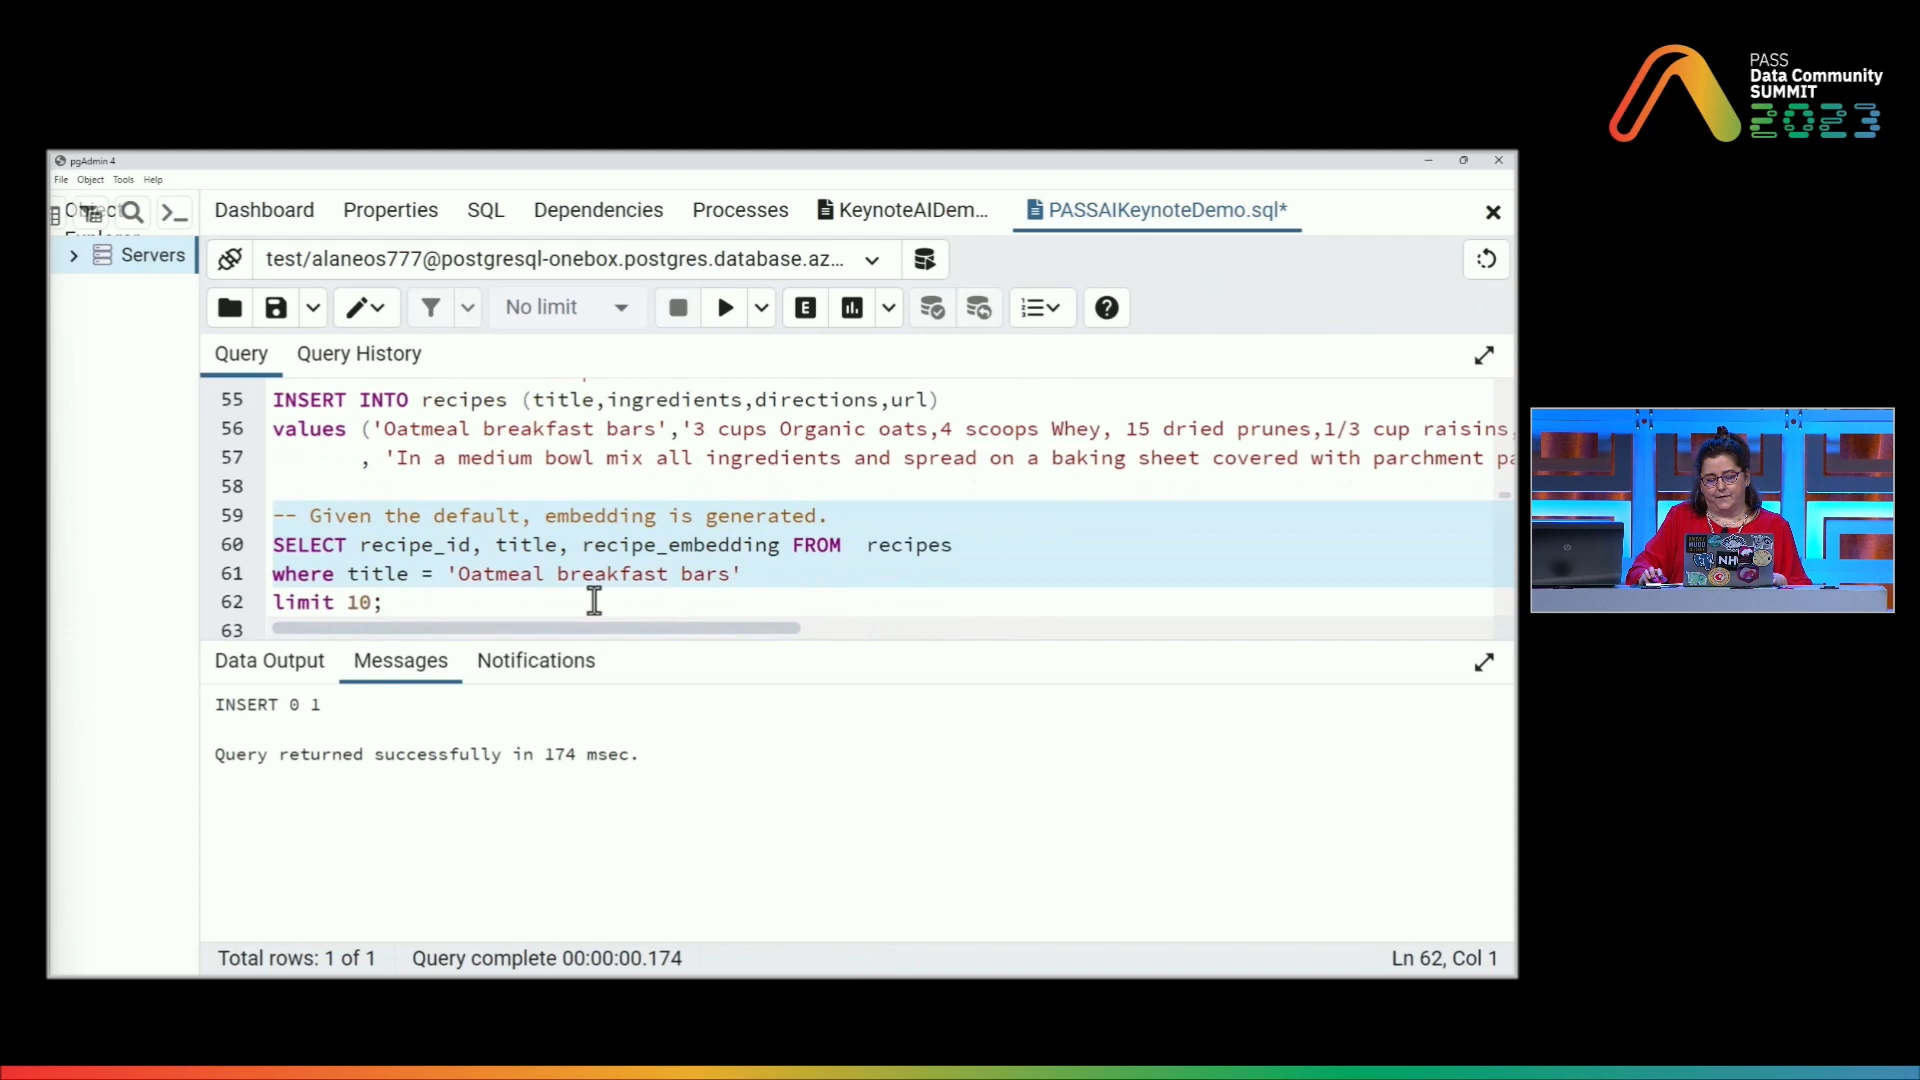 PASS
Data Community
SUMMIT
2023
pgAdmin 4
File Object Tools Help
Dashboard Properties SQL Dependencies Processes KeynoteAIDem... PASSAIKeynoteDemo.sql*
Servers
test/alaneos777@postgresql-onebox.postgres.database.az...
No limit
E
Query Query History
55 INSERT INTO recipes (title,ingredients,directions,url)
56 values ('Oatmeal breakfast bars','3 cups Organic oats,4 scoops Whey, 15 dried prunes,1/3 cup raisins,
57 , 'In a medium bowl mix all ingredients and spread on a baking sheet covered with parchment pa
58
59 -- Given the default, embedding is generated.
60 SELECT recipe_id, title, recipe_embedding FROM recipes
61 where title = 'Oatmeal breakfast bars'
62 limit 10;
63
Data Output Messages Notifications
INSERT 0 1
Query returned successfully in 174 msec.
Total rows: 1 of 1 Query complete 00:00:00.174 Ln 62, Col 1
NH